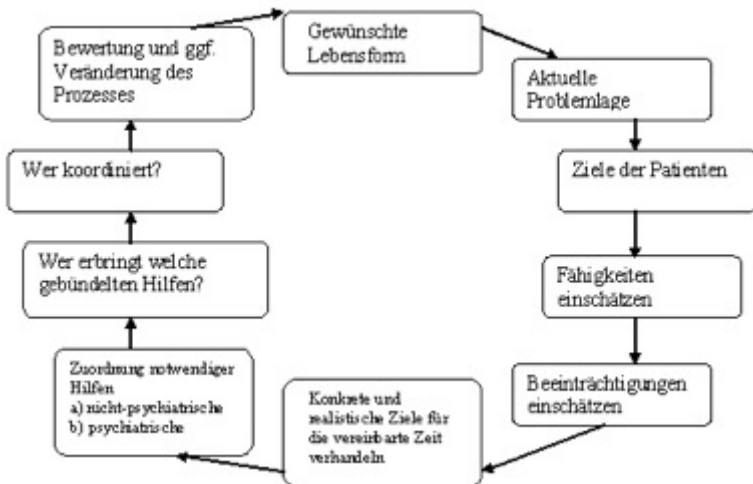 Gewünschte
Lebensform
Aktuelle
Problemlage
Ziele der Patienten
Fähigkeiten
einschätzen
Beeinträchtigungen
einschätzen
Konkrete und
realistische Ziele für
die vereinbarte Zeit
verhandeln
Zuordnung notwendiger
Hilfen
a) nicht-psychiatrische
b) psychiatrische
Wer erbringt welche
gebündelten Hilfen?
Wer koordiniert?
Bewertung und ggf.
Veränderung des
Prozesses